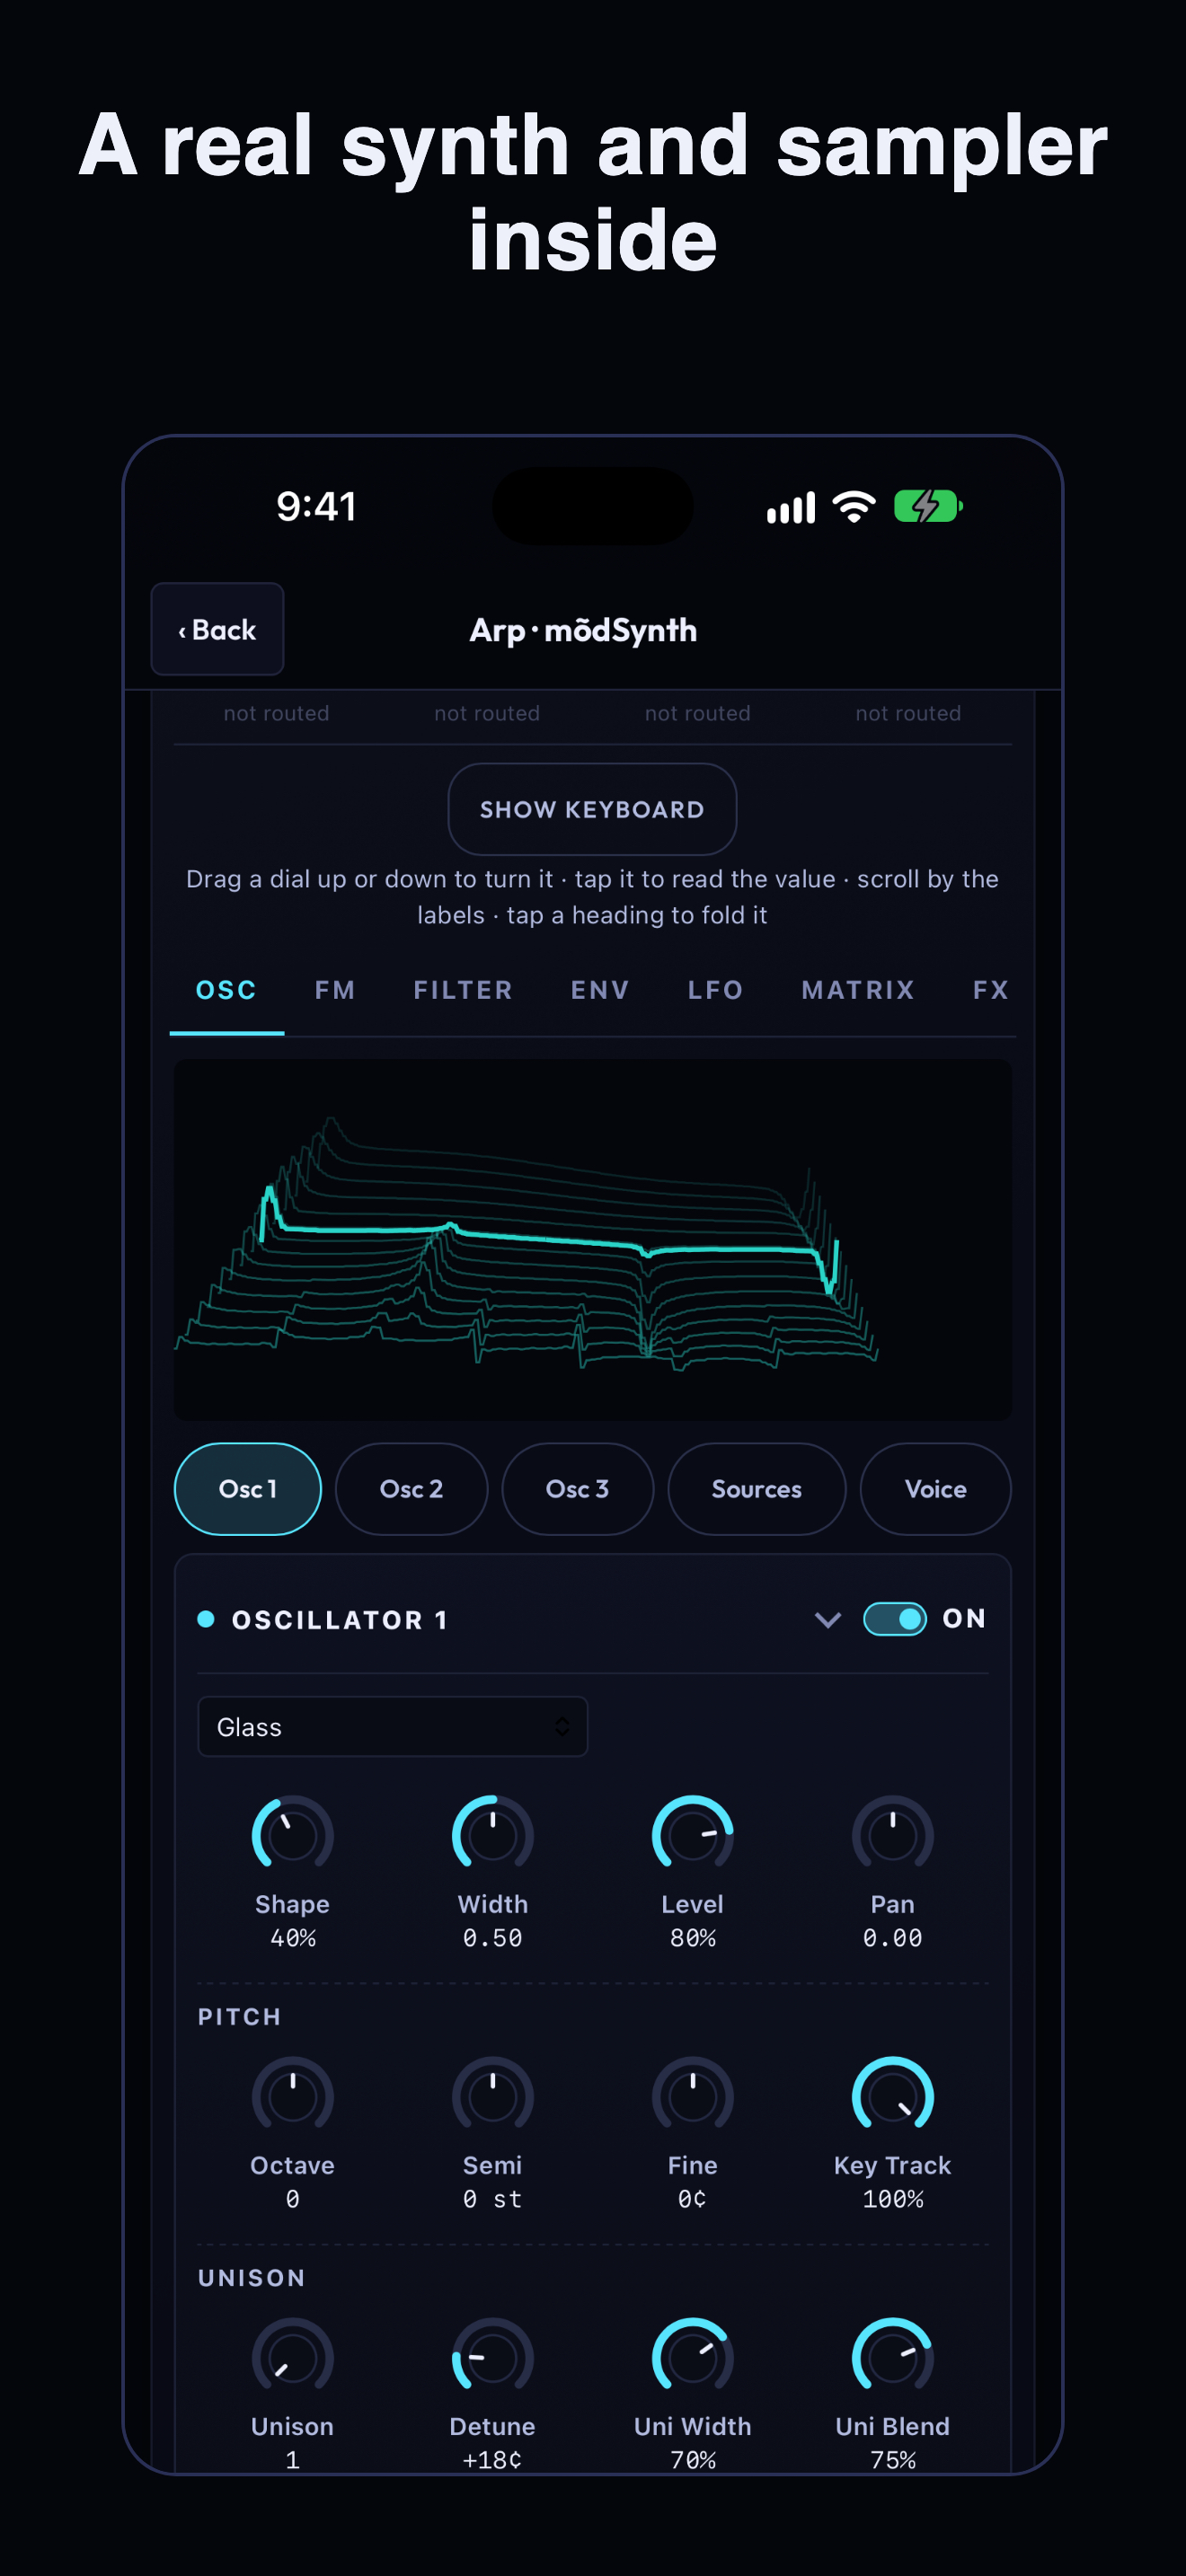 A real synth and sampler
inside
9:41
‹ Back
Arp · mõdSynth
not routed not routed not routed not routed
SHOW KEYBOARD
Drag a dial up or down to turn it · tap it to read the value · scroll by the
labels · tap a heading to fold it
OSC FM FILTER ENV LFO MATRIX FX
Osc 1 Osc 2 Osc 3 Sources Voice
OSCILLATOR 1 ON
Glass
Shape Width Level Pan
40% 0.50 80% 0.00
PITCH
Octave Semi Fine Key Track
0 0 st 0¢ 100%
UNISON
Unison Detune Uni Width Uni Blend
1 +18¢ 70% 75%